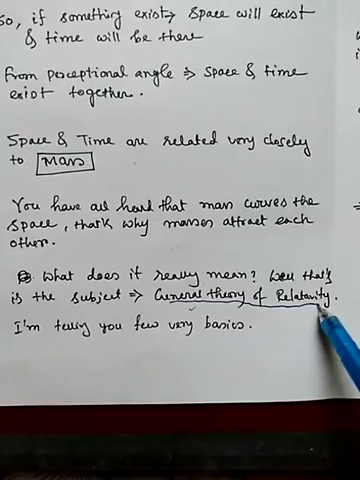 So, if something exist → Space will exist
& time will be there
From perceptional angle ⇒ space & time
exist together.
Space & Time are related very closely
to Mass
You have all heard that mass curves the
space, that's why masses attract each
other.
What does it really mean? Well that's
is the subject ⇒ General theory of Relatavity.
I'm telling you few very basics.